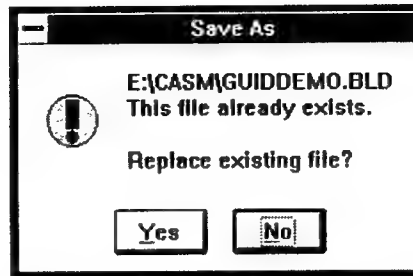 Save As
E:\CASM\GUIDDEMO.BLD
This file already exists.
Replace existing file?
Yes
No